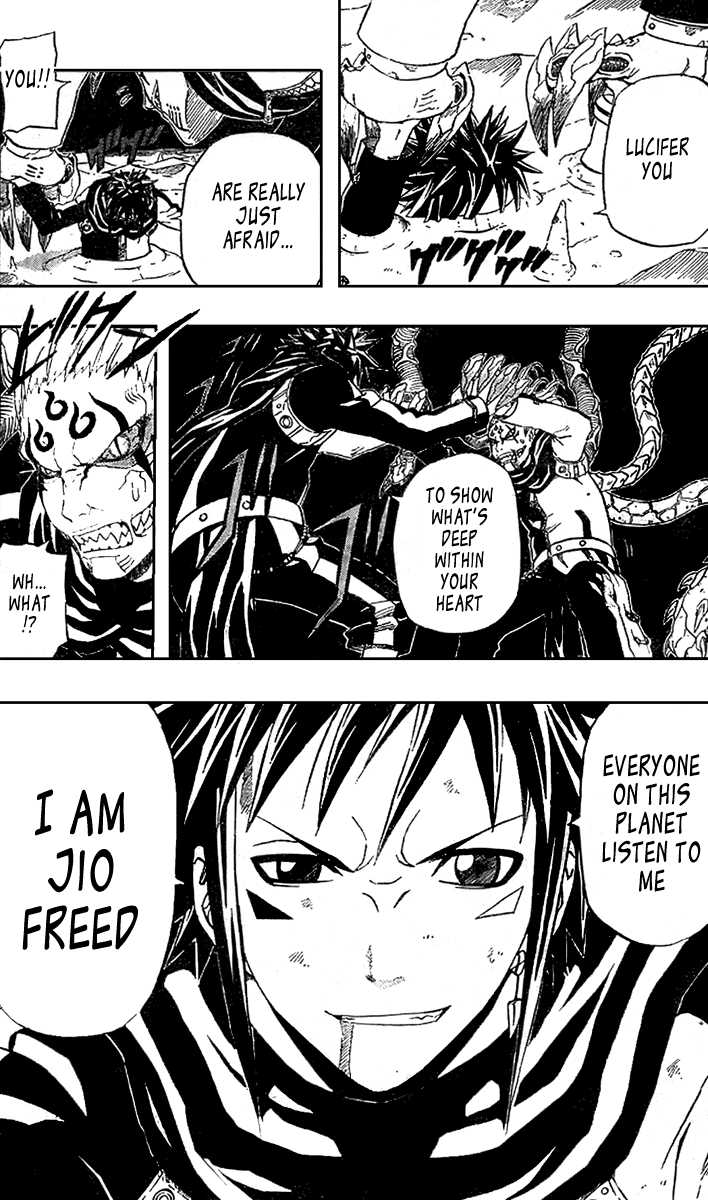 LUCIFER
YOU
ARE REALLY
JUST
AFRAID...
YOU!!
TO SHOW
WHAT'S
DEEP
WITHIN
YOUR
HEART
WH...
WHAT
!?
EVERYONE
ON THIS
PLANET
LISTEN TO
ME
I AM
JIO
FREED